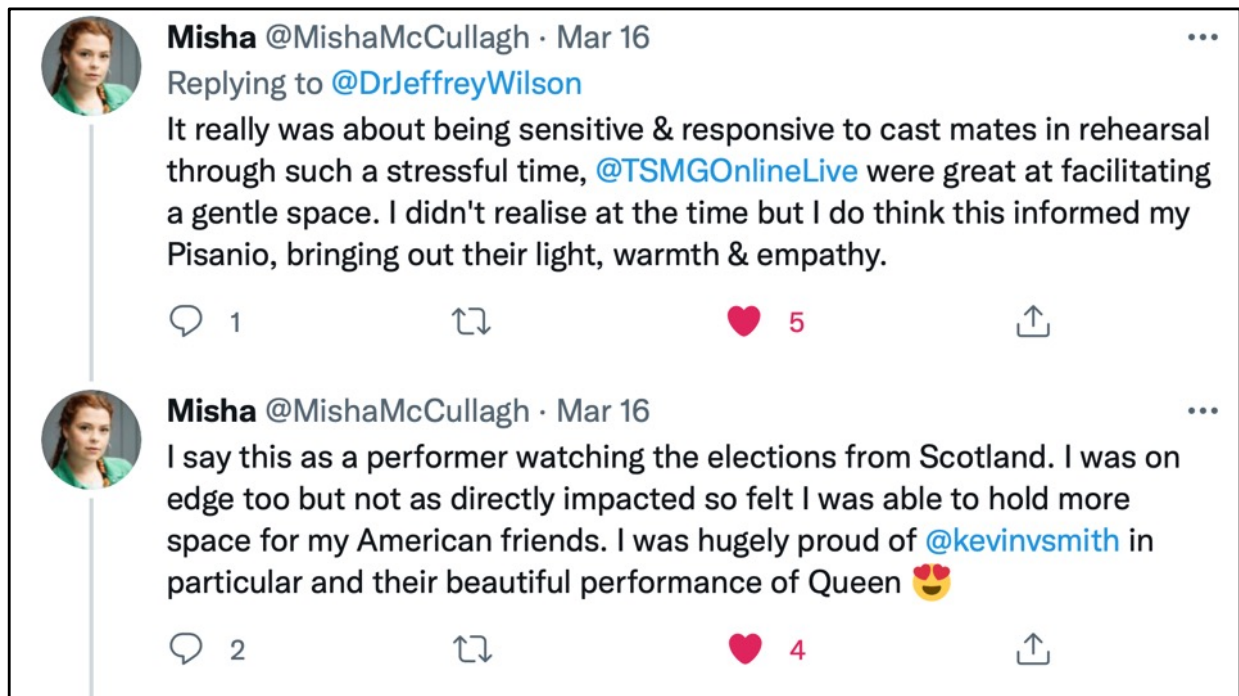 Misha @MishaMcCullagh · Mar 16
Replying to @DrJeffreyWilson
It really was about being sensitive & responsive to cast mates in rehearsal
through such a stressful time, @TSMGOnlineLive were great at facilitating
a gentle space. I didn't realise at the time but I do think this informed my
Pisanio, bringing out their light, warmth & empathy.
1 5
Misha @MishaMcCullagh · Mar 16
I say this as a performer watching the elections from Scotland. I was on
edge too but not as directly impacted so felt I was able to hold more
space for my American friends. I was hugely proud of @kevinvsmith in
particular and their beautiful performance of Queen 😍
2 4